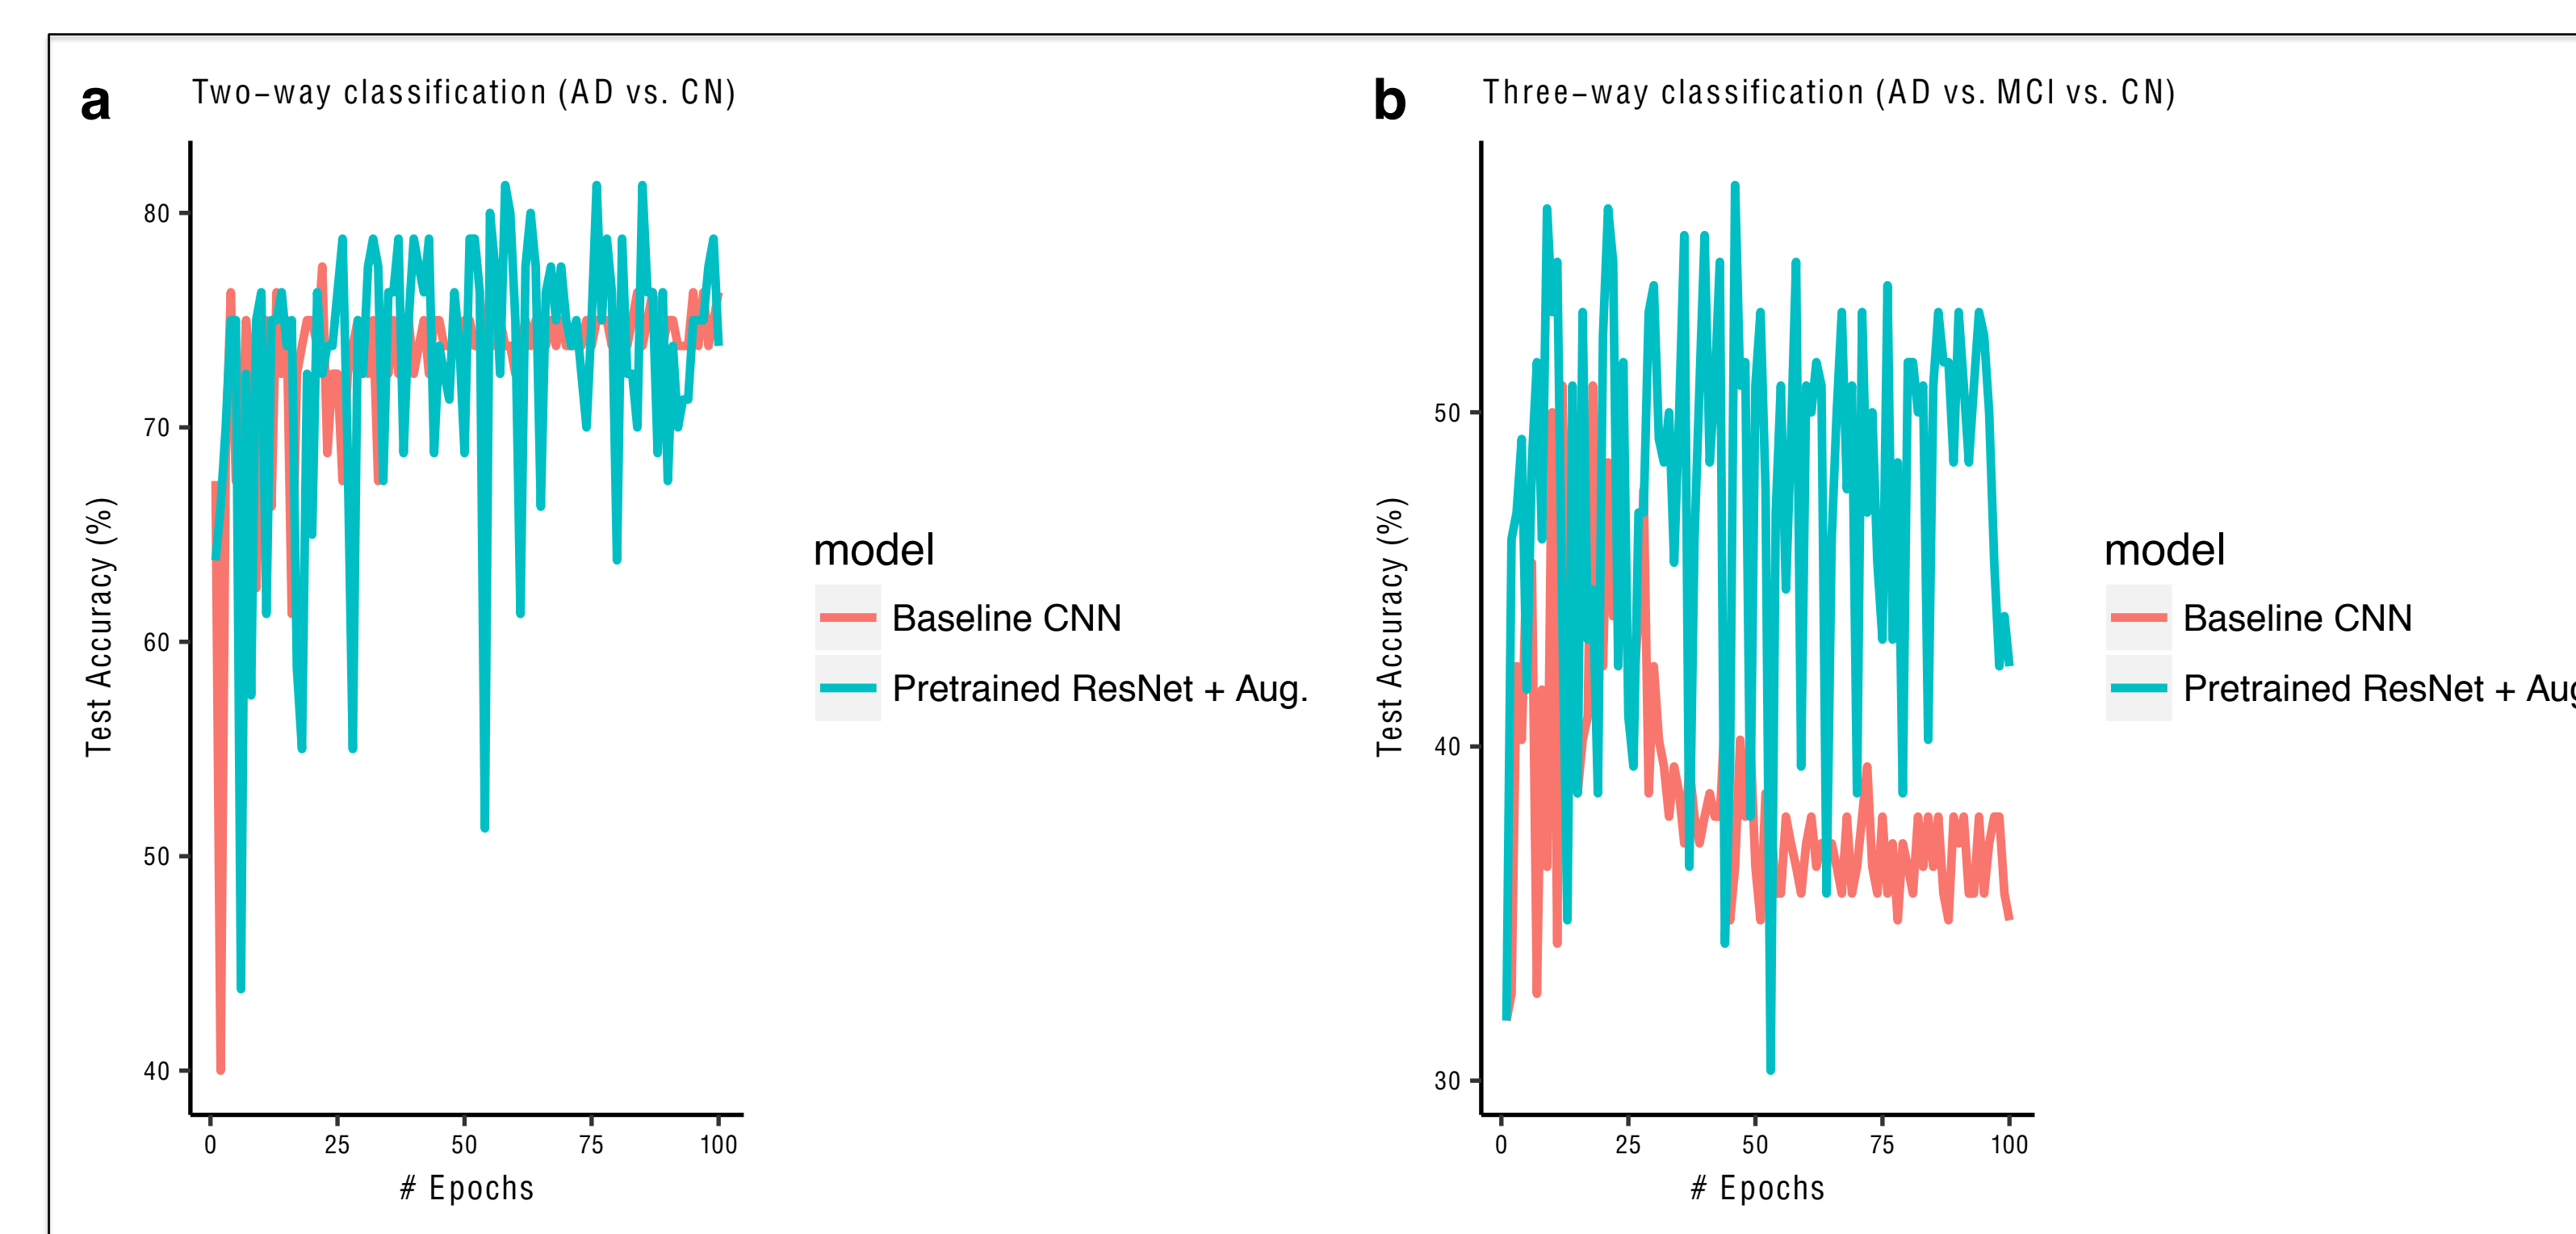 a
Two–way classification (AD vs. CN)
80
70
60
50
40
Test Accuracy (%)
0 25 50 75 100
# Epochs
model
Baseline CNN
Pretrained ResNet + Aug.
b
Three–way classification (AD vs. MCI vs. CN)
50
40
30
Test Accuracy (%)
0 25 50 75 100
# Epochs
model
Baseline CNN
Pretrained ResNet +